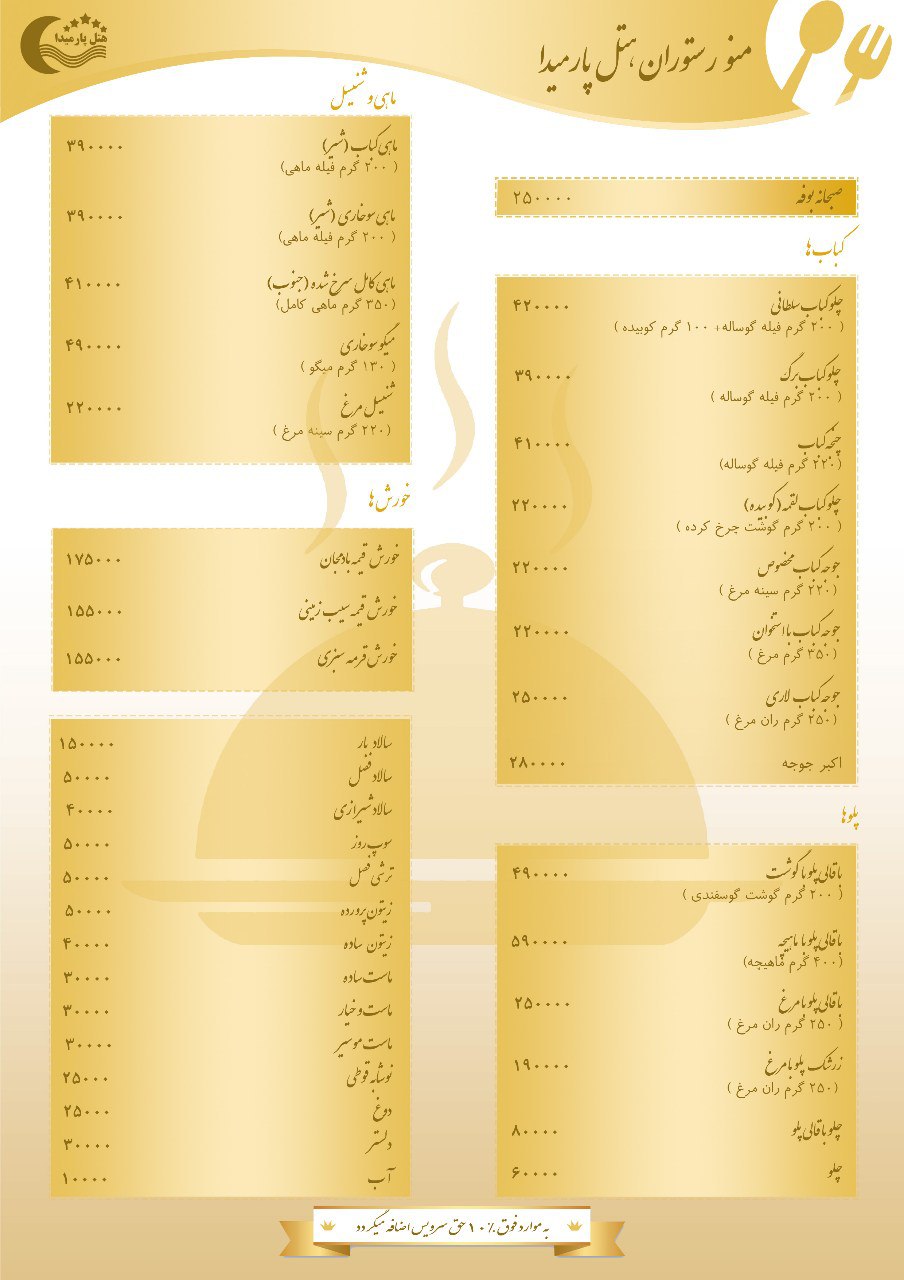 منو رستوران هتل پارمیدا
هتل پارمیدا
صبحانه بوفه ۲۵۰۰۰۰
کباب ها
چلوکباب سلطانی ۴۲۰۰۰۰
( ۲۰۰ گرم فیله گوساله+ ۱۰۰ گرم کوبیده )
چلوکباب برگ ۳۹۰۰۰۰
( ۲۰۰ گرم فیله گوساله )
چنجه کباب ۴۱۰۰۰۰
(۲۲۰ گرم فیله گوساله)
چلوکباب لقمه (کوبیده) ۲۲۰۰۰۰
( ۲۰۰ گرم گوشت چرخ کرده )
جوجه کباب مخصوص ۲۲۰۰۰۰
(۲۲۰ گرم سینه مرغ )
جوجه کباب با استخوان ۲۲۰۰۰۰
(۳۵۰ گرم مرغ )
جوجه کباب لاری ۲۵۰۰۰۰
(۲۵۰ گرم ران مرغ )
اکبر جوجه ۲۸۰۰۰۰
پلوها
باقالی پلو با گوشت ۴۹۰۰۰۰
( ۲۰۰ گرم گوشت گوسفندی )
باقالی پلو با ماهیچه ۵۹۰۰۰۰
(۴۰۰ گرم ماهیچه)
باقالی پلو با مرغ ۲۵۰۰۰۰
( ۲۵۰ گرم ران مرغ )
زرشک پلو با مرغ ۱۹۰۰۰۰
(۲۵۰ گرم ران مرغ )
چلو باقالی پلو ۸۰۰۰۰
چلو ۶۰۰۰۰
ماهی و شنیسل
ماهی کباب (شیر) ۳۹۰۰۰۰
( ۲۰۰ گرم فیله ماهی)
ماهی سوخاری (شیر) ۳۹۰۰۰۰
( ۲۰۰ گرم فیله ماهی)
ماهی کامل سرخ شده (جنوب) ۴۱۰۰۰۰
(۳۵۰ گرم ماهی کامل)
میگو سوخاری ۴۹۰۰۰۰
( ۱۳۰ گرم میگو )
شنیسل مرغ ۲۲۰۰۰۰
(۲۲۰ گرم سینه مرغ )
خورش ها
خورش قیمه بادمجان ۱۷۵۰۰۰
خورش قیمه سیب زمینی ۱۵۵۰۰۰
خورش قرمه سبزی ۱۵۵۰۰۰
سالاد بار ۱۵۰۰۰۰
سالاد فصل ۵۰۰۰۰
سالاد شیرازی ۴۰۰۰۰
سوپ روز ۵۰۰۰۰
ترشی فصل ۵۰۰۰۰
زیتون پرورده ۵۰۰۰۰
زیتون ساده ۴۰۰۰۰
ماست ساده ۳۰۰۰۰
ماست و خیار ۳۰۰۰۰
ماست موسیر ۳۰۰۰۰
نوشابه قوطی ۲۵۰۰۰
دوغ ۲۵۰۰۰
دلستر ۳۰۰۰۰
آب ۱۰۰۰۰
به موارد فوق ۱۰٪ حق سرویس اضافه میگردد